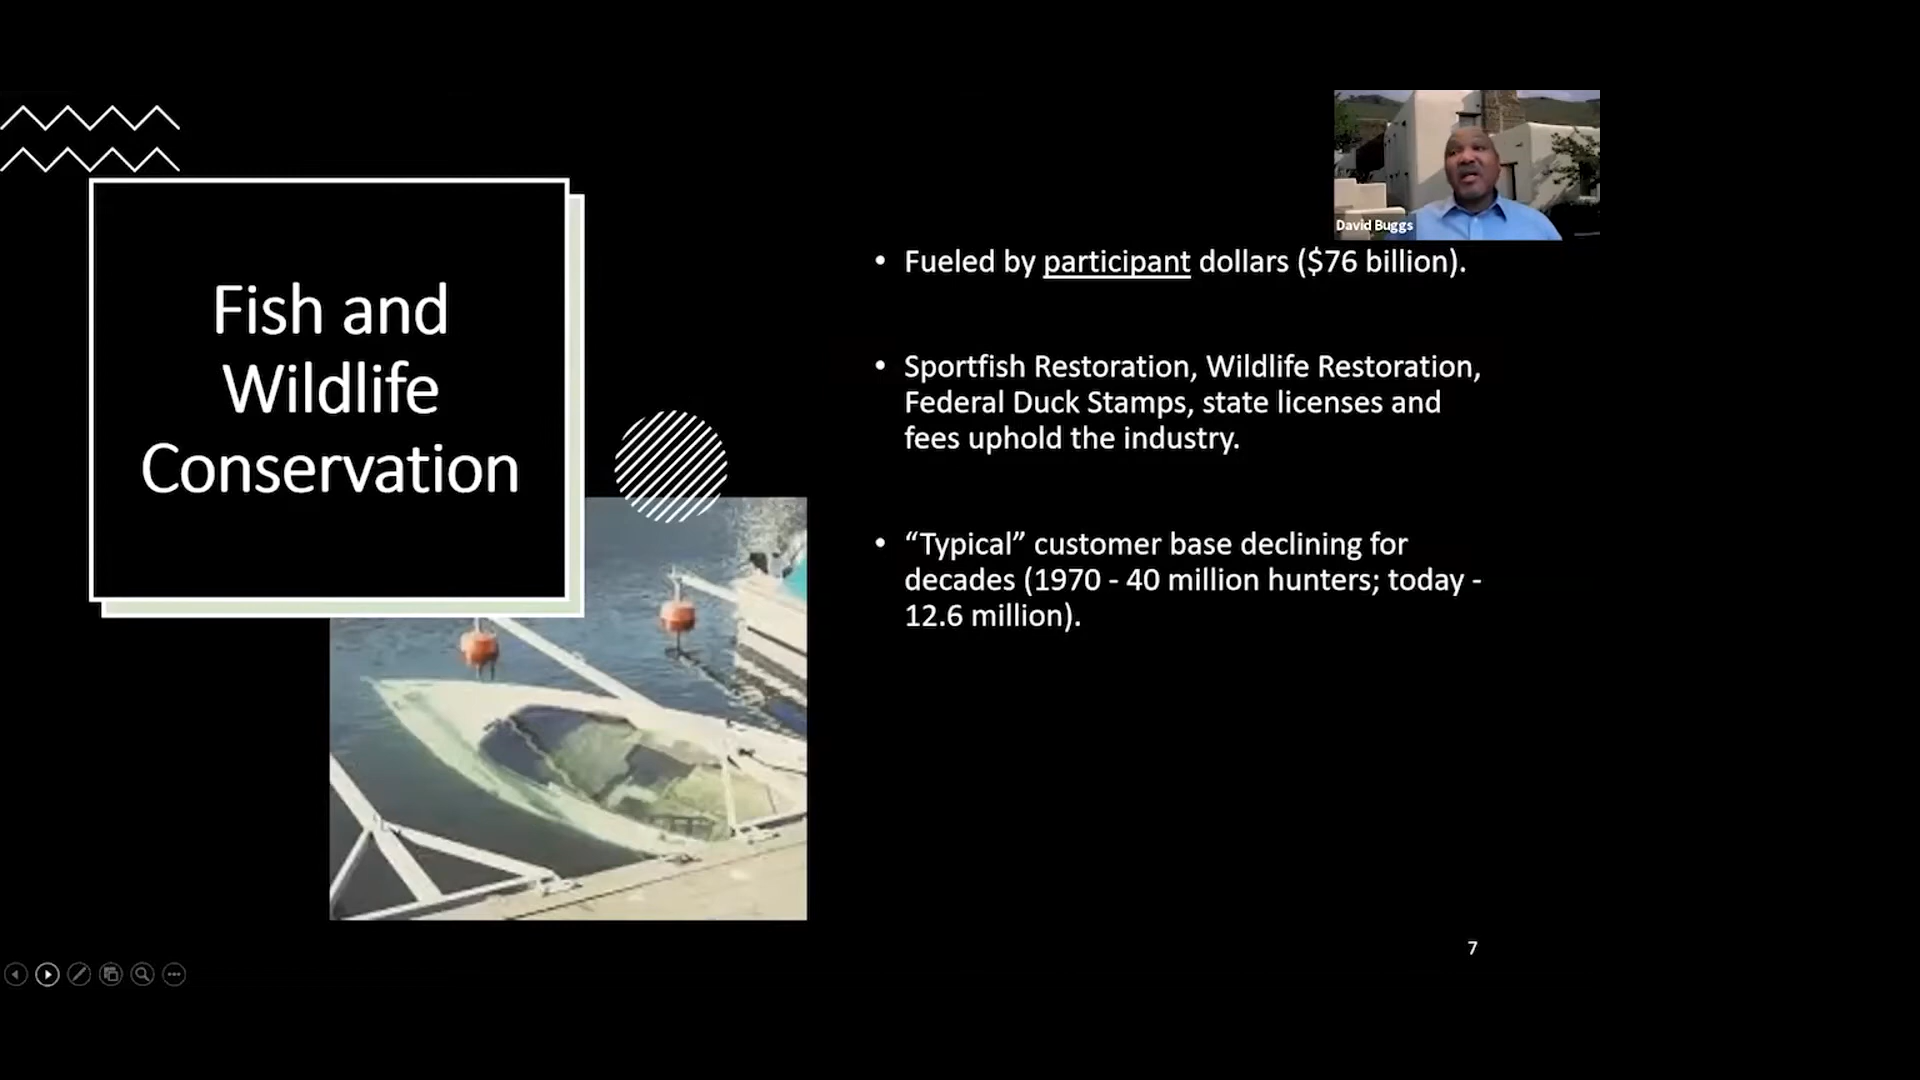 Fish and
Wildlife
Conservation
David Buggs
• Fueled by participant dollars ($76 billion).
• Sportfish Restoration, Wildlife Restoration,
Federal Duck Stamps, state licenses and
fees uphold the industry.
• “Typical” customer base declining for
decades (1970 - 40 million hunters; today -
12.6 million).
7